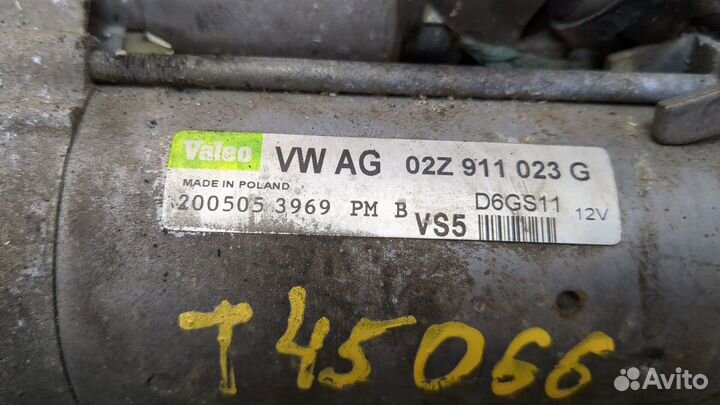 Valeo VW AG 02Z 911 023 G
MADE IN POLAND D6GS11 12V
200505 3969 PM B VS5
T45066
Avito